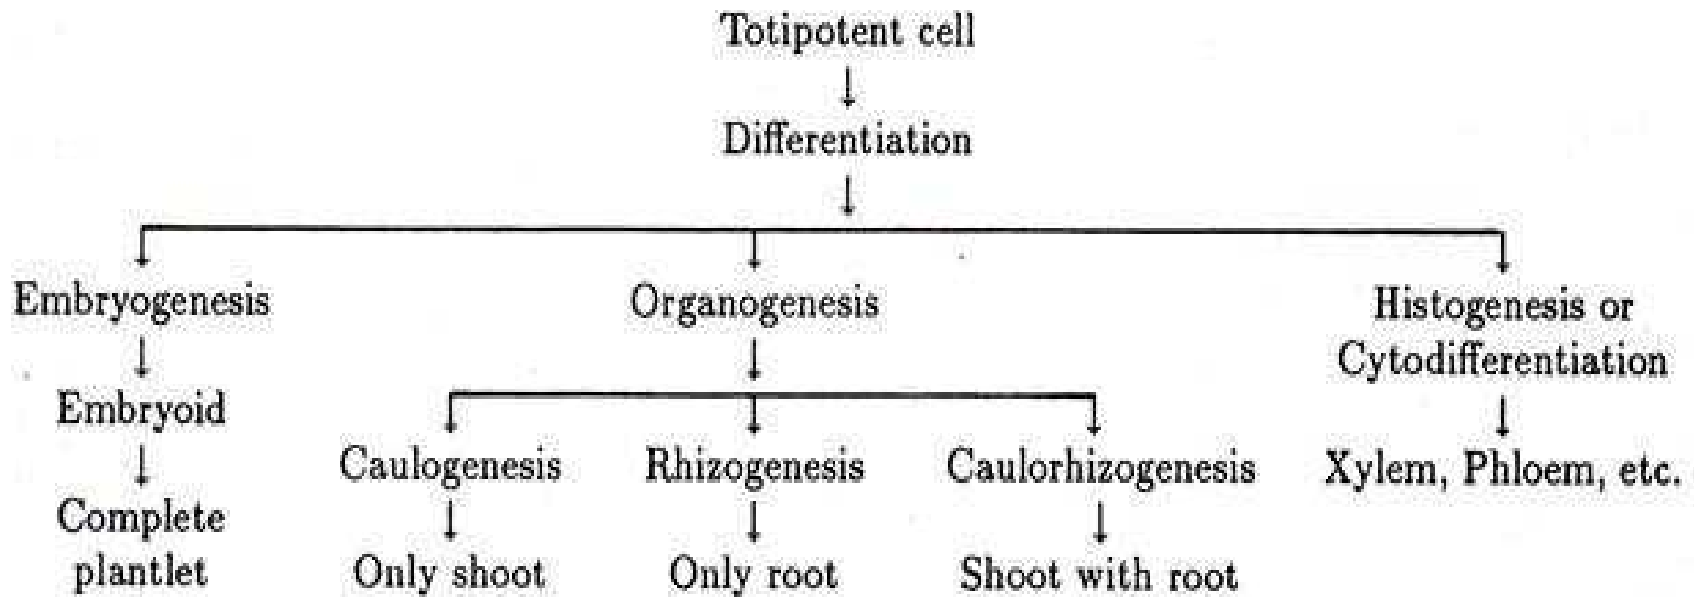 Totipotent cell
Differentiation
Embryogenesis
Organogenesis
Histogenesis or
Cytodifferentiation
Embryoid
Caulogenesis
Rhizogenesis
Caulorhizogenesis
Xylem, Phloem, etc.
Complete
plantlet
Only shoot
Only root
Shoot with root